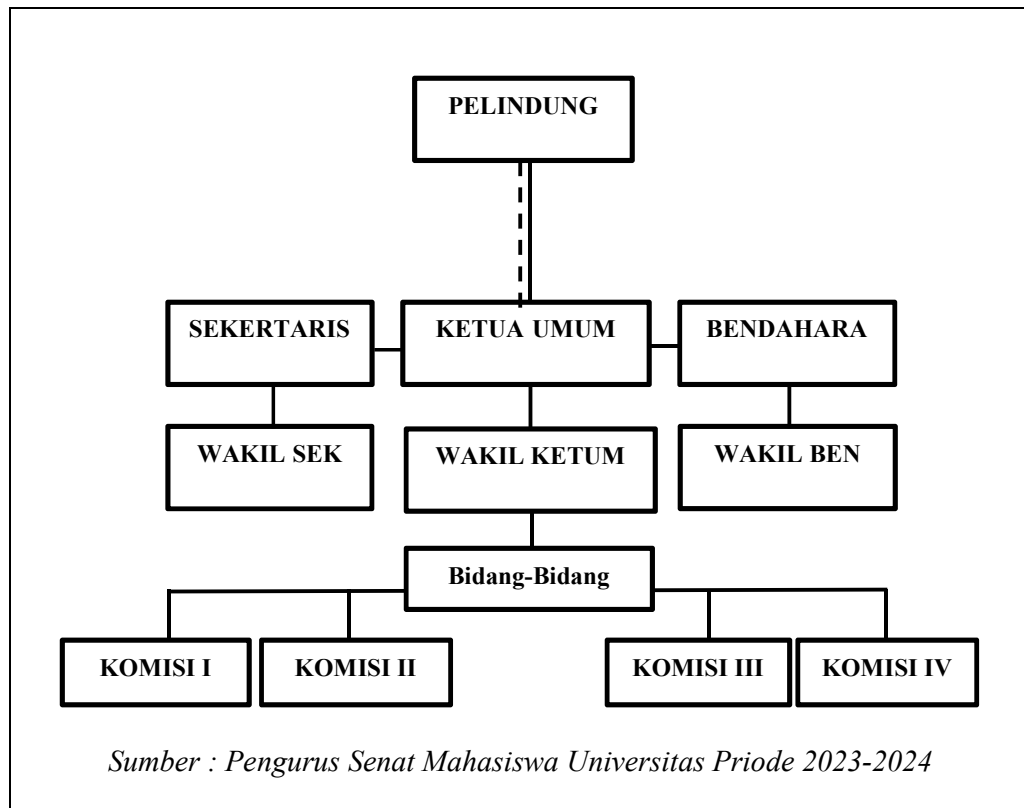 PELINDUNG
SEKERTARIS
KETUA UMUM
BENDAHARA
WAKIL SEK
WAKIL KETUM
WAKIL BEN
Bidang-Bidang
KOMISI I
KOMISI II
KOMISI III
KOMISI IV
Sumber : Pengurus Senat Mahasiswa Universitas Priode 2023-2024